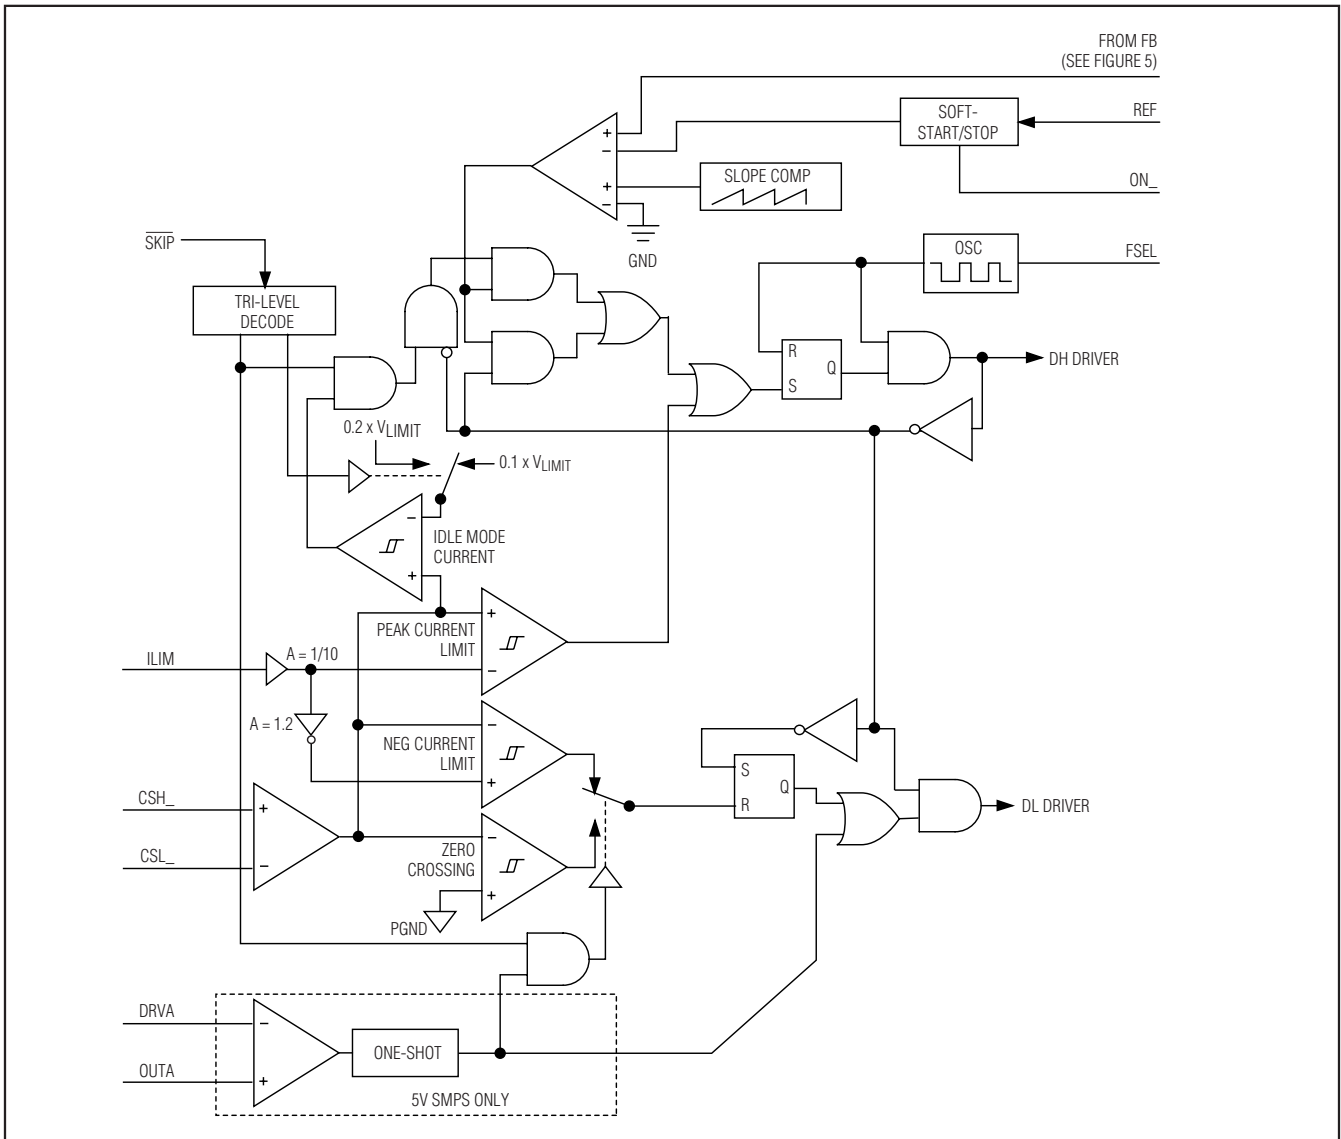 FROM FB
(SEE FIGURE 5)
SOFT-
START/STOP
REF
+
−
SLOPE COMP
+
−
ON_
GND
SKIP
OSC
FSEL
TRI-LEVEL
DECODE
R
Q
S
DH DRIVER
0.2 x VLIMIT
0.1 x VLIMIT
−
IDLE MODE
CURRENT
+
+
PEAK CURRENT
LIMIT
−
ILIM
A = 1/10
A = 1.2
−
NEG CURRENT
LIMIT
+
S
Q
R
DL DRIVER
CSH_
+
CSL_
−
−
ZERO
CROSSING
+
PGND
DRVA
−
ONE-SHOT
OUTA
+
5V SMPS ONLY